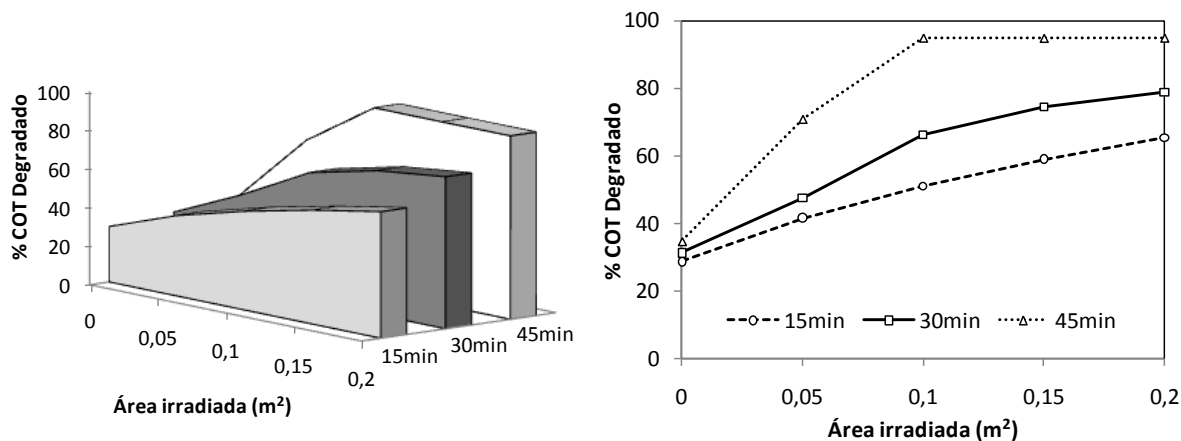 100
80
60
40
20
0
% COT Degradado
0
0,05
0,1
0,15
0,2
15min
30min
45min
Área irradiada (m²)
100
80
60
40
20
0
% COT Degradado
15min 30min 45min
0 0,05 0,1 0,15 0,2
Área irradiada (m²)